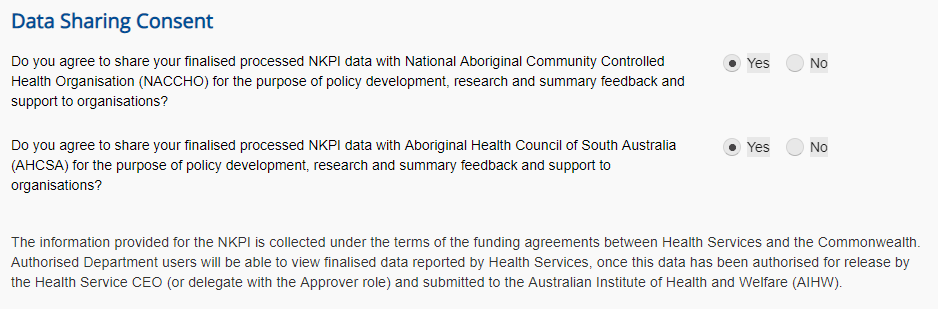 Data Sharing Consent
Do you agree to share your finalised processed NKPI data with National Aboriginal Community Controlled
Health Organisation (NACCHO) for the purpose of policy development, research and summary feedback and
support to organisations?
Yes No
Do you agree to share your finalised processed NKPI data with Aboriginal Health Council of South Australia
(AHCSA) for the purpose of policy development, research and summary feedback and support to
organisations?
Yes No
The information provided for the NKPI is collected under the terms of the funding agreements between Health Services and the Commonwealth.
Authorised Department users will be able to view finalised data reported by Health Services, once this data has been authorised for release by
the Health Service CEO (or delegate with the Approver role) and submitted to the Australian Institute of Health and Welfare (AIHW).